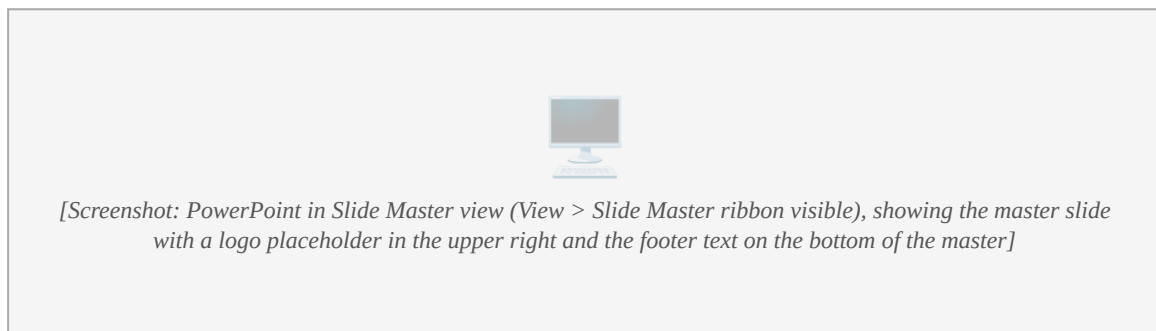 [Screenshot: PowerPoint in Slide Master view (View > Slide Master ribbon visible), showing the master slide
with a logo placeholder in the upper right and the footer text on the bottom of the master]